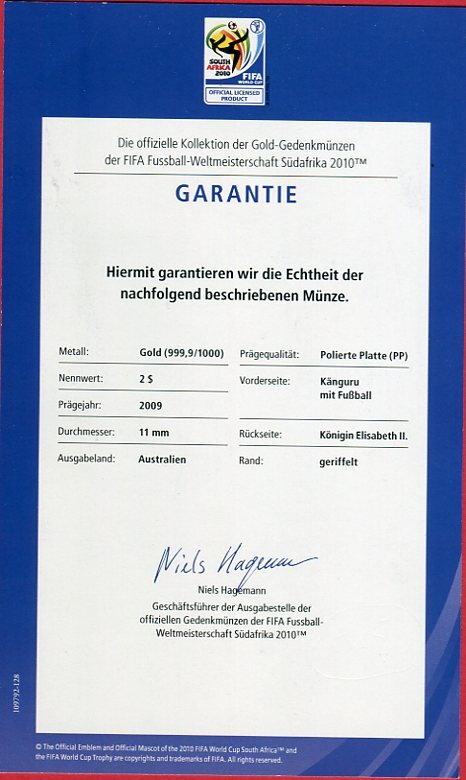 SOUTH
AFRICA
2010
FIFA
WORLD CUP
OFFICIAL LICENSED
PRODUCT
Die offizielle Kollektion der Gold-Gedenkmünzen
der FIFA Fussball-Weltmeisterschaft Südafrika 2010™
GARANTIE
Hiermit garantieren wir die Echtheit der
nachfolgend beschriebenen Münze.
Metall: Gold (999,9/1000)
Nennwert: 2 $
Prägejahr: 2009
Durchmesser: 11 mm
Ausgabeland: Australien
Prägequalität: Polierte Platte (PP)
Vorderseite: Känguru
mit Fußball
Rückseite: Königin Elisabeth II.
Rand: geriffelt
Niels Hagemann
Niels Hagemann
Geschäftsführer der Ausgabestelle der
offiziellen Gedenkmünzen der FIFA Fussball-
Weltmeisterschaft Südafrika 2010™
109792-128
© The Official Emblem and Official Mascot of the 2010 FIFA World Cup South Africa™ and
the FIFA World Cup Trophy are copyrights and trademarks of FIFA. All rights reserved.